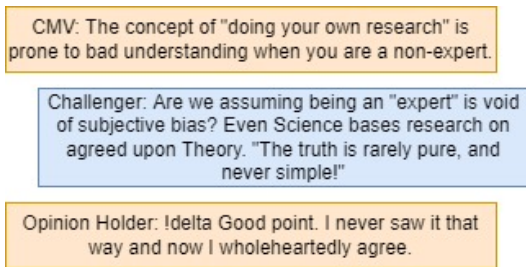 CMV: The concept of "doing your own research" is
prone to bad understanding when you are a non-expert.
Challenger: Are we assuming being an "expert" is void
of subjective bias? Even Science bases research on
agreed upon Theory. "The truth is rarely pure, and
never simple!"
Opinion Holder: !delta Good point. I never saw it that
way and now I wholeheartedly agree.